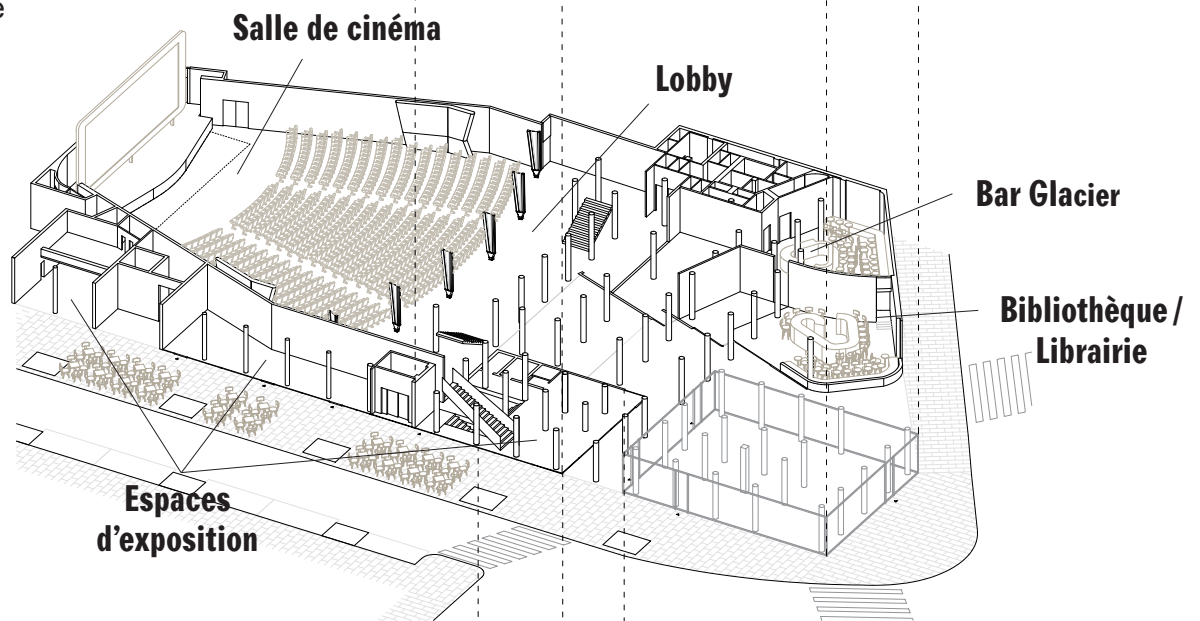 e
Salle de cinéma
Lobby
Bar Glacier
Bibliothèque /
Librairie
Espaces
d'exposition